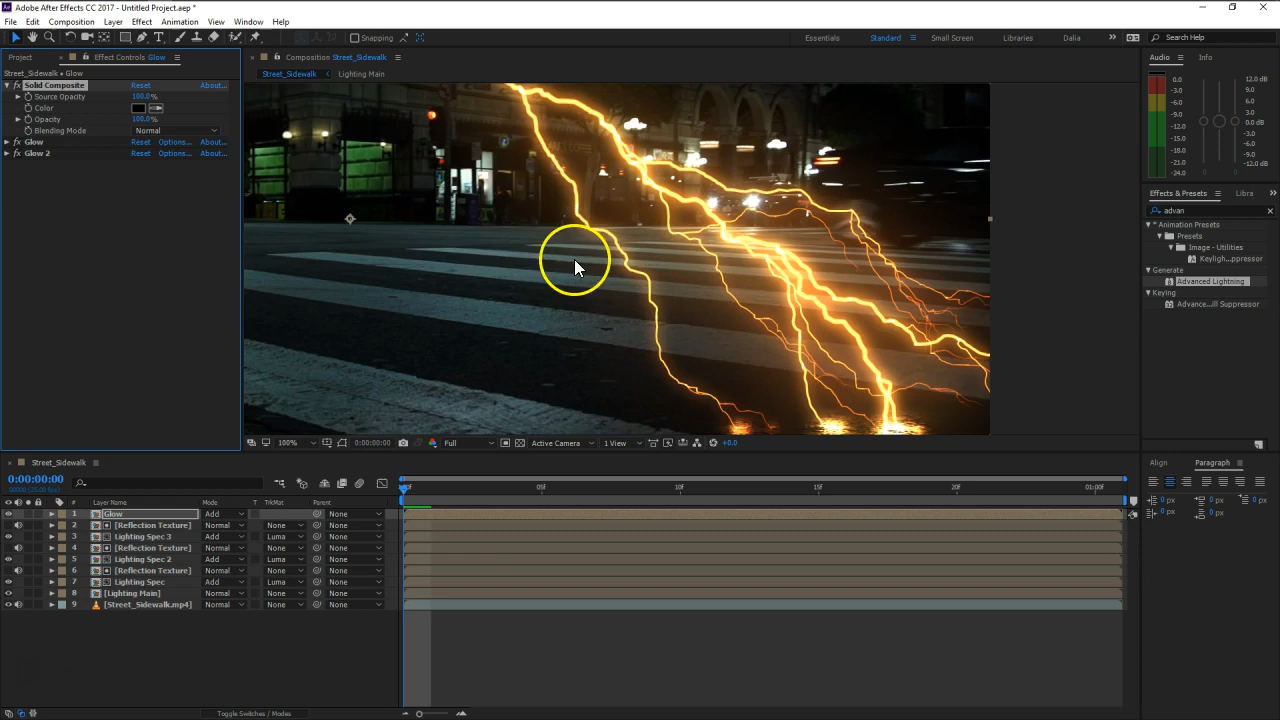 Adobe After Effects CC 2017 - Untitled Project.aep *
File Edit Composition Layer Effect Animation View Window Help
Snapping Essentials Standard Small Screen Libraries Dalia Search Help
Project Effect Controls Glow Composition Street_Sidewalk Audio Info
Street_Sidewalk • Glow Street_Sidewalk Lighting Main
fx Solid Composite Reset About...
Source Opacity 100.0%
Color
Opacity 100.0%
Blending Mode Normal
fx Glow Reset Options... About...
fx Glow 2 Reset Options... About...
0.0 12.0 dB
-3.0 9.0
-6.0 6.0
-9.0 3.0
-12.0 0.0 dB
-15.0 -3.0
-18.0 -6.0
-21.0 -9.0
-24.0 -12.0 dB
Effects & Presets Libra
advan
* Animation Presets
Presets
Image - Utilities
Keyligh...ppressor
Generate
Advanced Lightning
Keying
Advance...ill Suppressor
100% 0:00:00:00 Full Active Camera 1 View +0.0
Street_Sidewalk Align Paragraph
0:00:00:00
05f 10f 15f 20f 01:00f
# Layer Name Mode T TrkMat Parent
1 Glow Add None
2 [Reflection Texture] Normal None None
3 Lighting Spec 3 Add Luma None
4 [Reflection Texture] Normal None None
5 Lighting Spec 2 Add Luma None
6 [Reflection Texture] Normal None None
7 Lighting Spec Add Luma None
8 [Lighting Main] Normal None None
9 [Street_Sidewalk.mp4] Normal None None
0 px 0 px 0 px
0 px 0 px
Toggle Switches / Modes